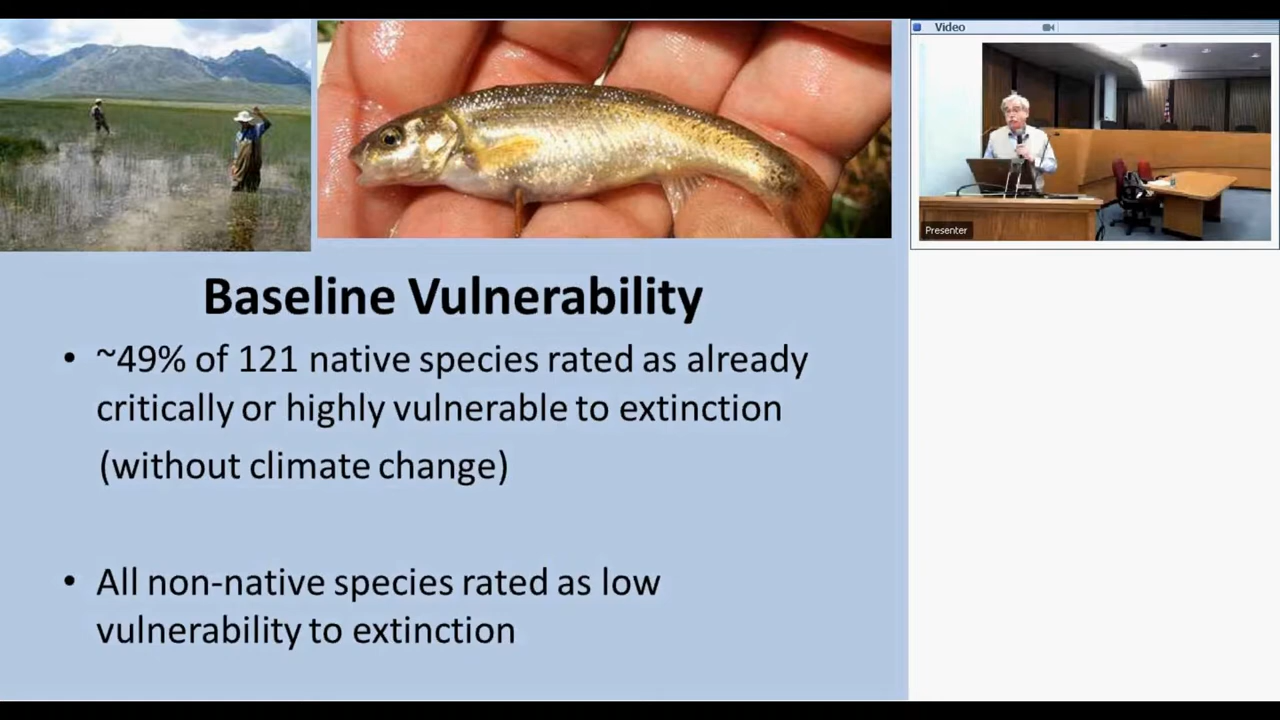 Video
Presenter
Baseline Vulnerability
• ~49% of 121 native species rated as already
critically or highly vulnerable to extinction
(without climate change)
• All non-native species rated as low
vulnerability to extinction